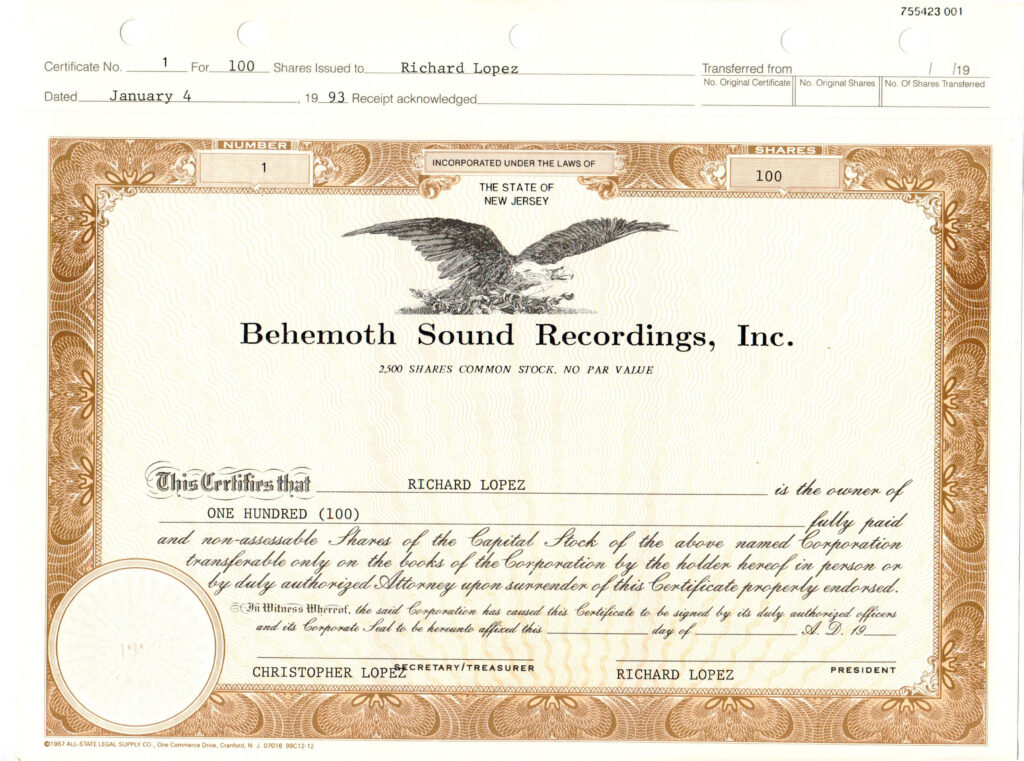 755423 001
Certificate No. 1 For 100 Shares Issued to Richard Lopez Transferred from / /19
No. Original Certificate No. Original Shares No. Of Shares Transferred
Dated January 4, 19 93 Receipt acknowledged
NUMBER
1
INCORPORATED UNDER THE LAWS OF
SHARES
100
THE STATE OF
NEW JERSEY
Behemoth Sound Recordings, Inc.
2,500 SHARES COMMON STOCK, NO PAR VALUE
This Certifies that RICHARD LOPEZ is the owner of
ONE HUNDRED (100) fully paid
and non-assessable Shares of the Capital Stock of the above named Corporation
transferable only on the books of the Corporation by the holder hereof in person or
by duly authorized Attorney upon surrender of this Certificate properly endorsed.
In Witness Whereof, the said Corporation has caused this Certificate to be signed by its duly authorized officers
and its Corporate Seal to be hereunto affixed this day of A.D. 19
CHRISTOPHER LOPEZ SECRETARY/TREASURER
RICHARD LOPEZ PRESIDENT
©1987 ALL-STATE LEGAL SUPPLY CO., One Commerce Drive, Cranford, N. J. 07016 99C12-12